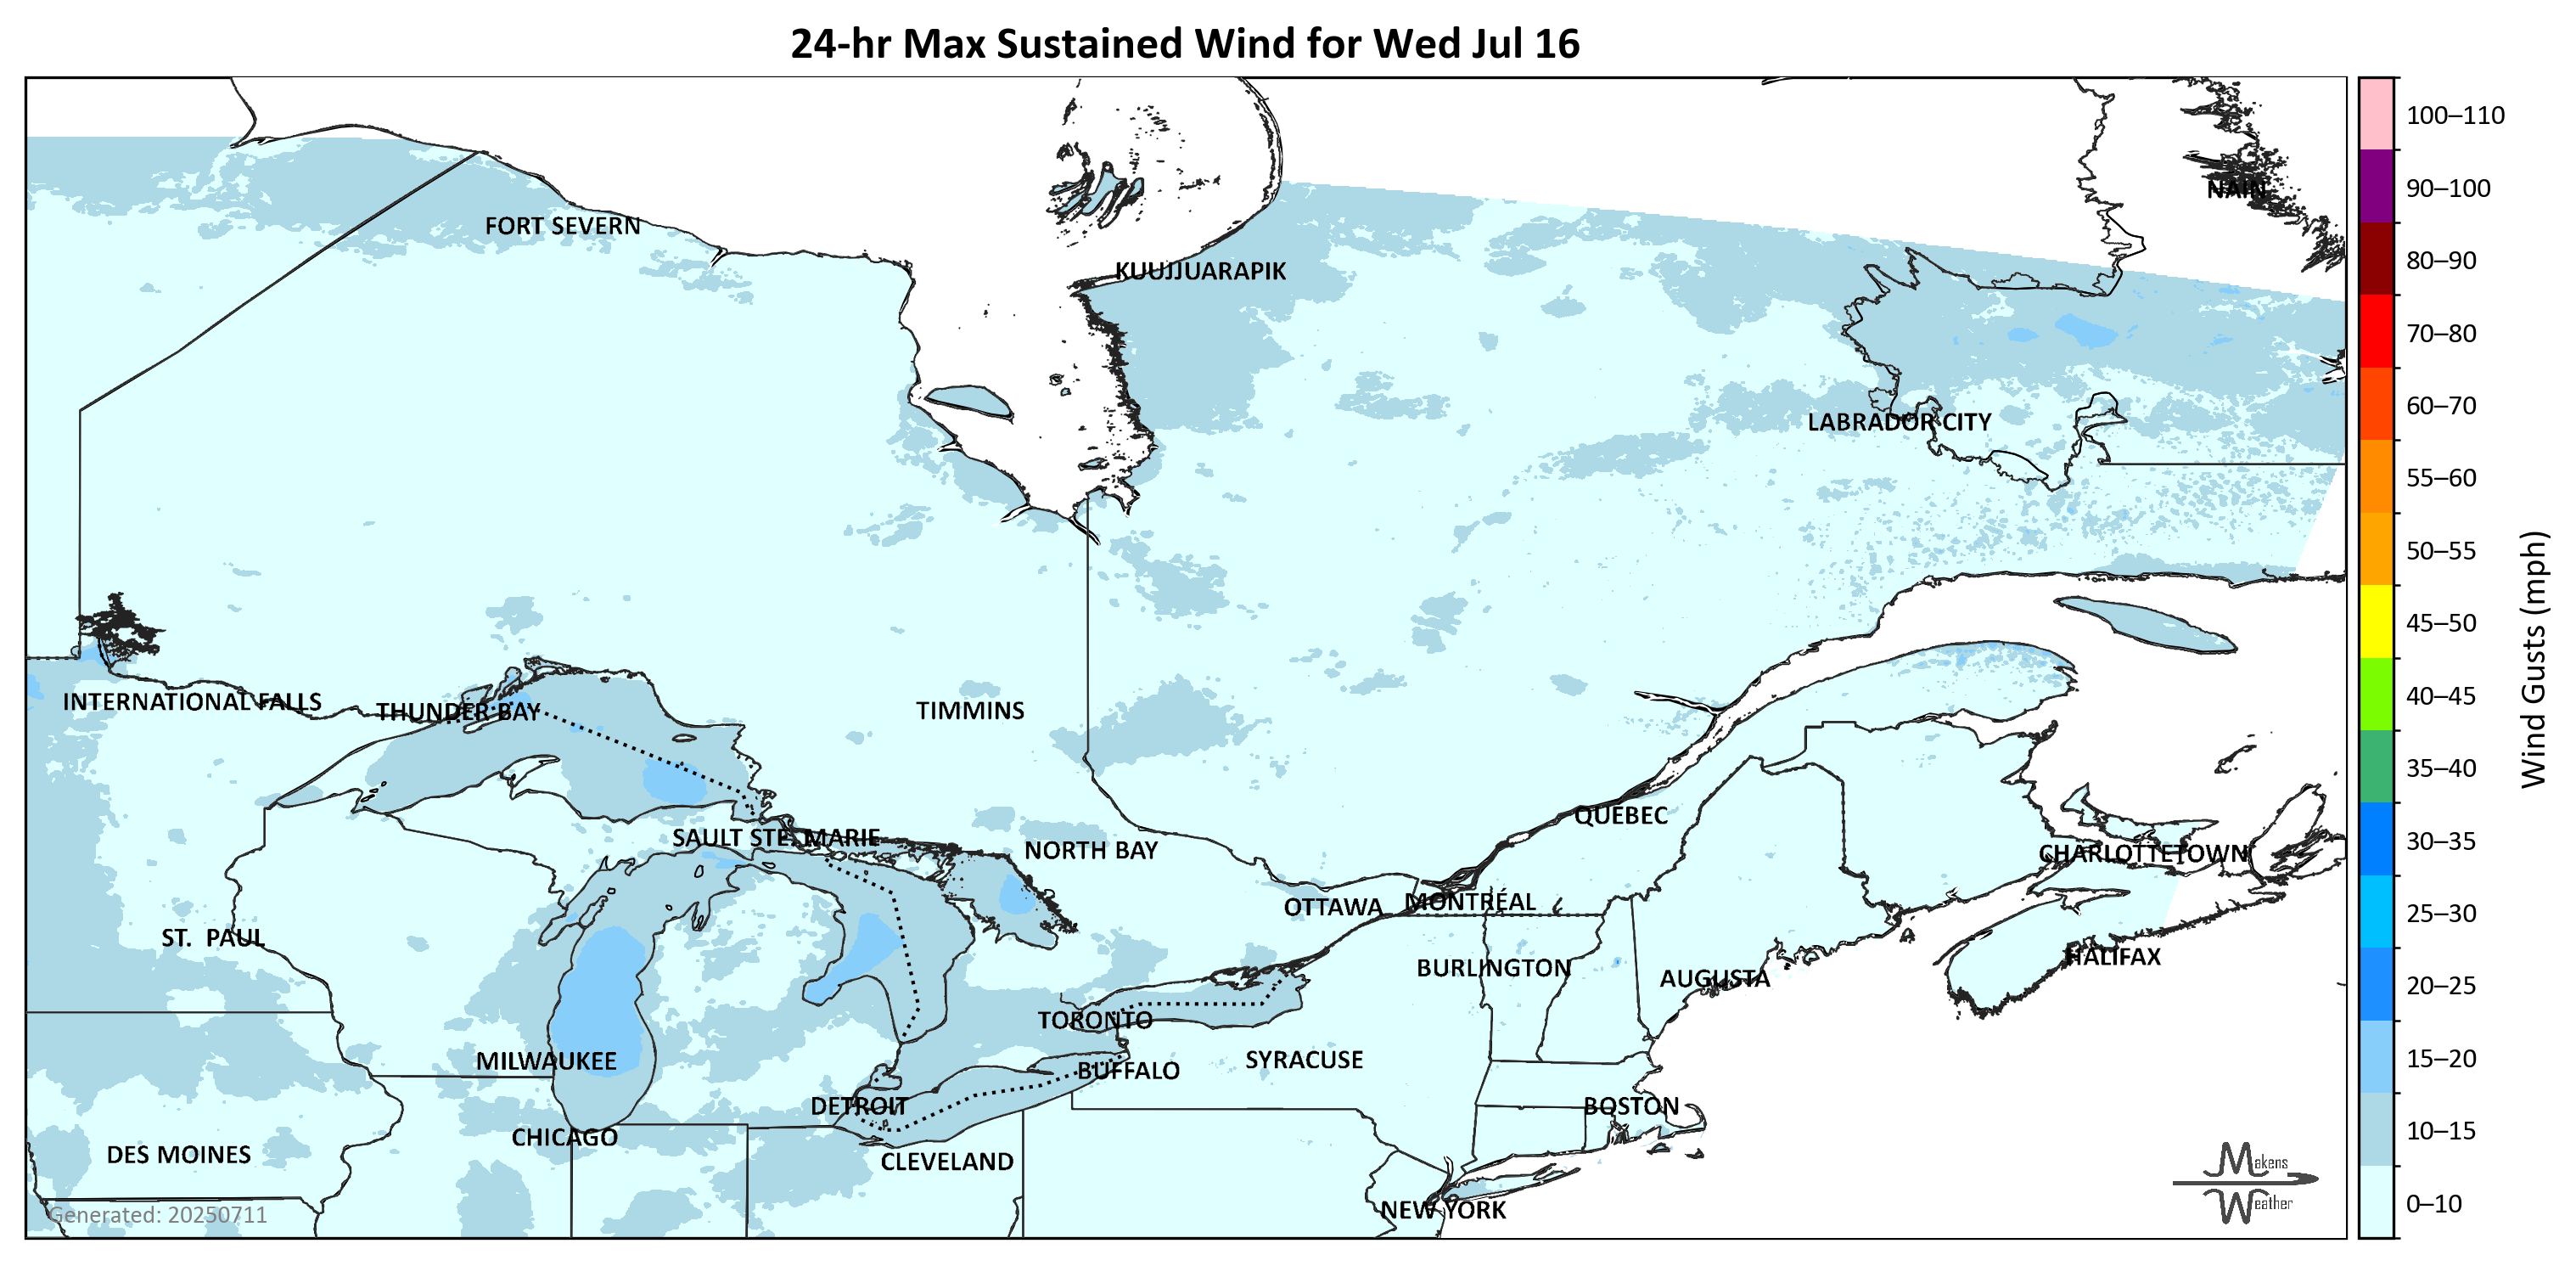 24-hr Max Sustained Wind for Wed Jul 16
100–110
90–100
NAIN
FORT SEVERN
80–90
KUUJJUARAPIK
70–80
60–70
LABRADOR CITY
55–60
50–55
45–50
Wind Gusts (mph)
40–45
INTERNATIONAL FALLS
THUNDER BAY
TIMMINS
35–40
QUEBEC
30–35
SAULT STE. MARIE
NORTH BAY
CHARLOTTETOWN
OTTAWA
MONTRÉAL
25–30
ST. PAUL
HALIFAX
BURLINGTON
AUGUSTA
20–25
TORONTO
MILWAUKEE
SYRACUSE
15–20
BUFFALO
DETROIT
BOSTON
10–15
CHICAGO
DES MOINES
CLEVELAND
Makens
Weather
0–10
NEW YORK
Generated: 20250711